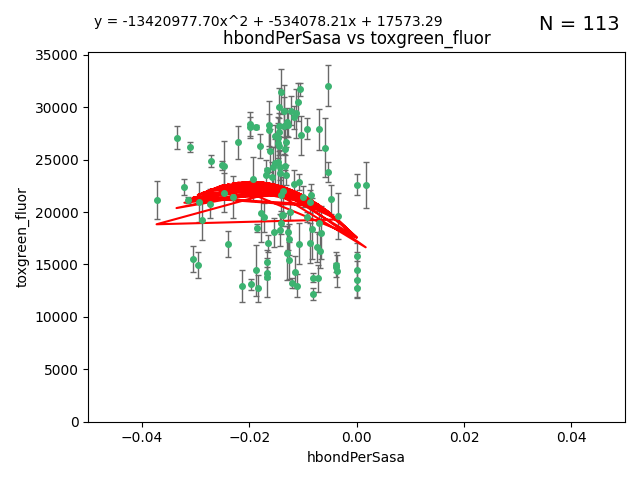 y = -13420977.70x^2 + -534078.21x + 17573.29
N = 113
hbondPerSasa vs toxgreen_fluor
35000
30000
25000
20000
15000
10000
5000
0
toxgreen_fluor
−0.04
−0.02
0.00
0.02
0.04
hbondPerSasa